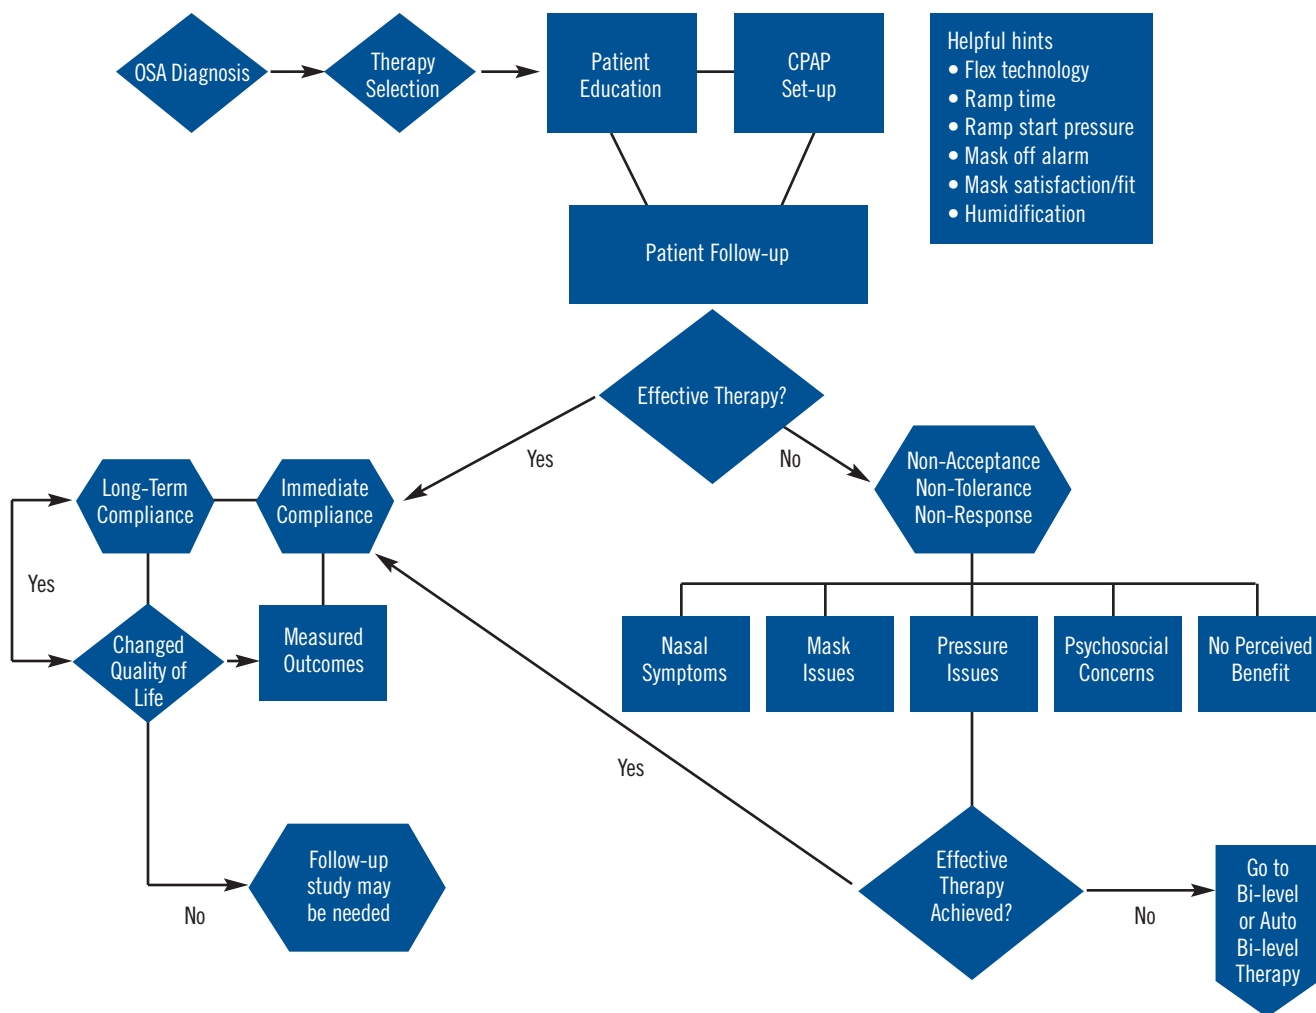 OSA Diagnosis
Therapy
Selection
Patient
Education
CPAP
Set-up
Helpful hints
• Flex technology
• Ramp time
• Ramp start pressure
• Mask off alarm
• Mask satisfaction/fit
• Humidification
Patient Follow-up
Effective Therapy?
Yes
No
Long-Term
Compliance
Immediate
Compliance
Non-Acceptance
Non-Tolerance
Non-Response
Yes
Changed
Quality of
Life
Measured
Outcomes
Nasal
Symptoms
Mask
Issues
Pressure
Issues
Psychosocial
Concerns
No Perceived
Benefit
Yes
Follow-up
study may
be needed
No
Effective
Therapy
Achieved?
No
Go to
Bi-level
or Auto
Bi-level
Therapy